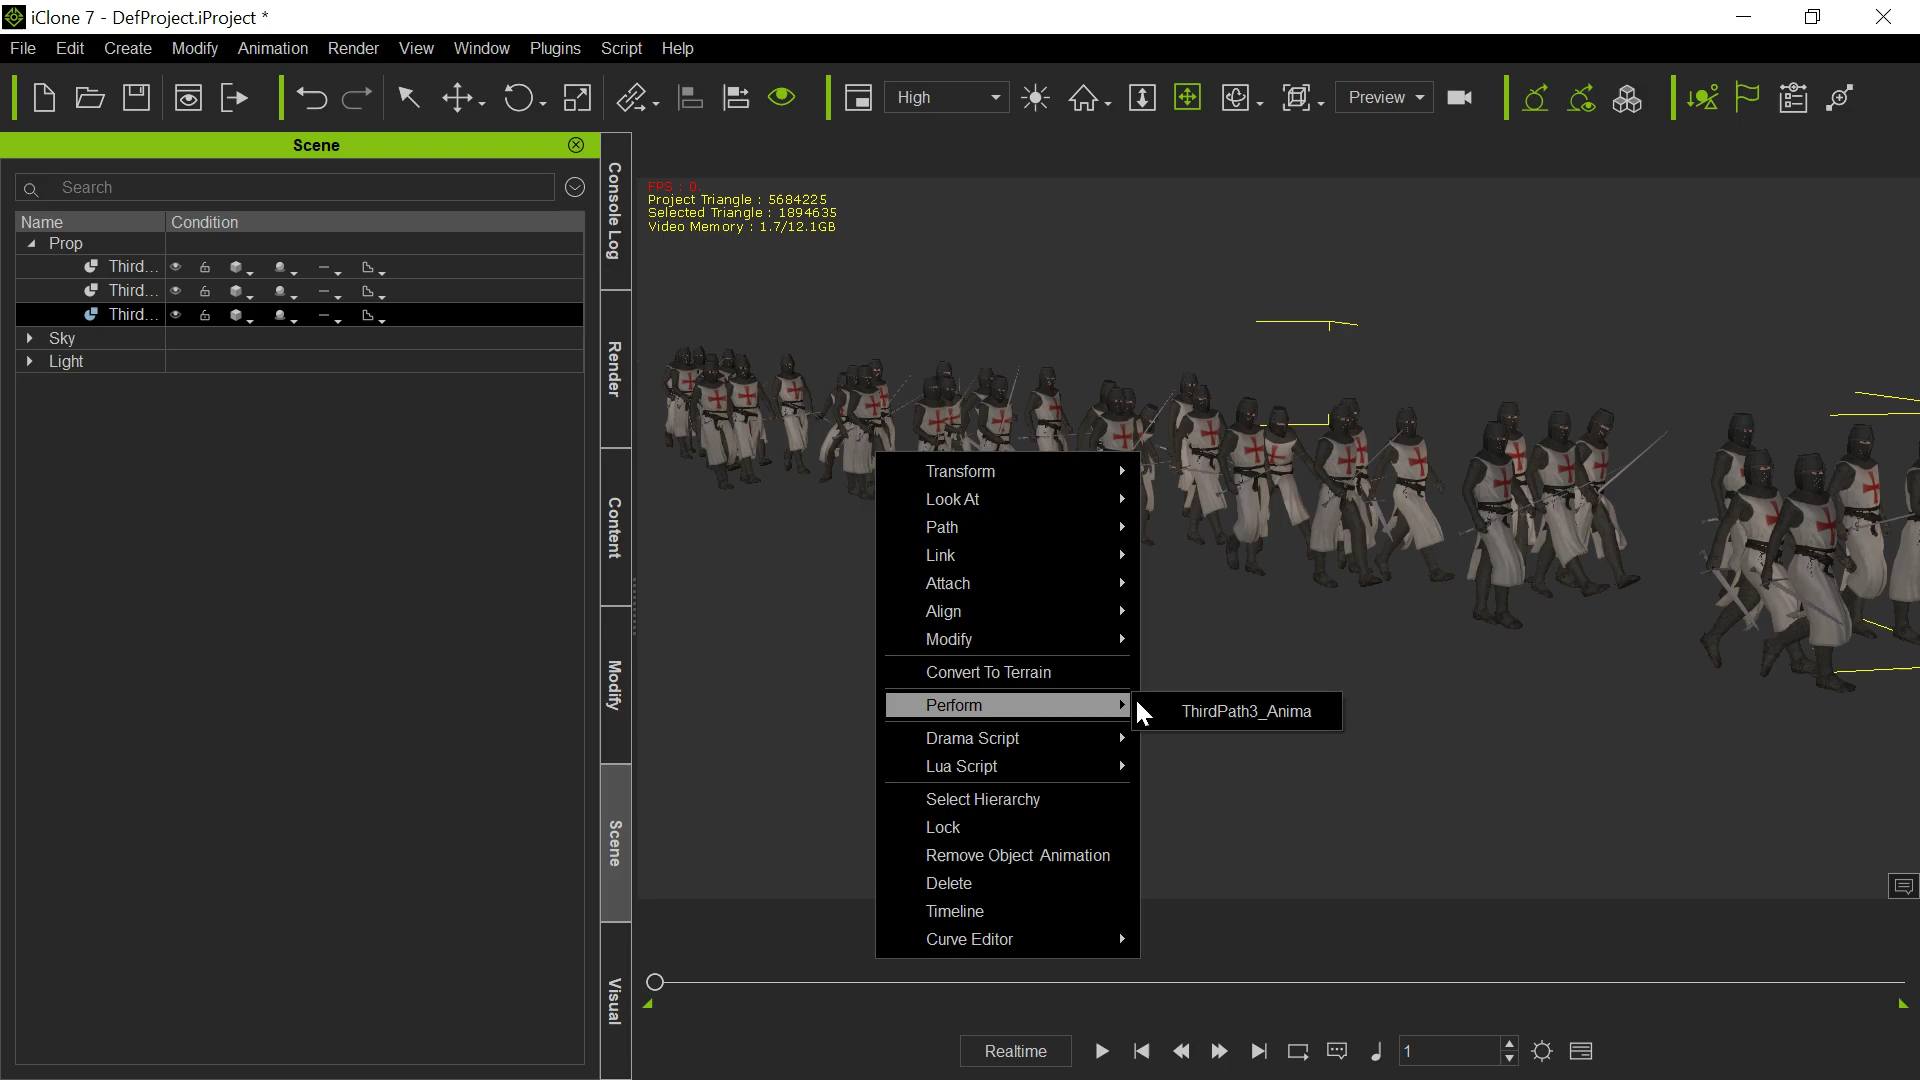 iClone 7 - DefProject.iProject *
File Edit Create Modify Animation Render View Window Plugins Script Help
High
Preview
Scene
Search
Name Condition
Prop
Third...
Third...
Third...
Sky
Light
Console Log
Render
Content
Modify
Scene
Visual
FPS : 0.
Project Triangle : 5684225
Selected Triangle : 1894635
Video Memory : 1.7/12.1GB
Transform
Look At
Path
Link
Attach
Align
Modify
Convert To Terrain
Perform
ThirdPath3_Anima
Drama Script
Lua Script
Select Hierarchy
Lock
Remove Object Animation
Delete
Timeline
Curve Editor
Realtime
1